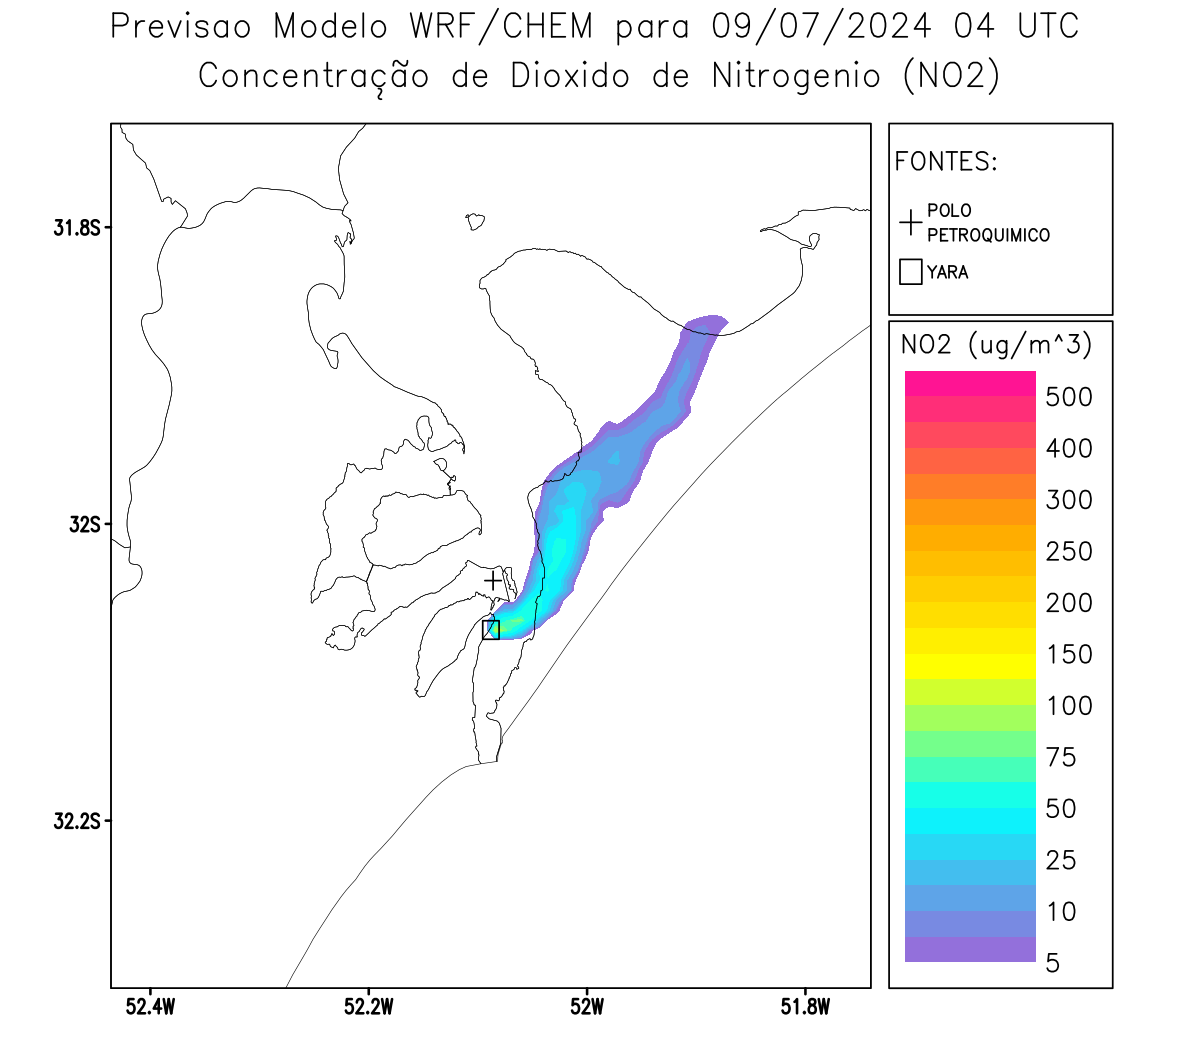 Previsao Modelo WRF/CHEM para 09/07/2024 04 UTC
Concentração de Dioxido de Nitrogenio (NO2)
FONTES:
POLO
PETROQUIMICO
YARA
NO2 (ug/m^3)
500
400
300
250
200
150
100
75
50
25
10
5
31.8S
32S
32.2S
52.4W
52.2W
52W
51.8W